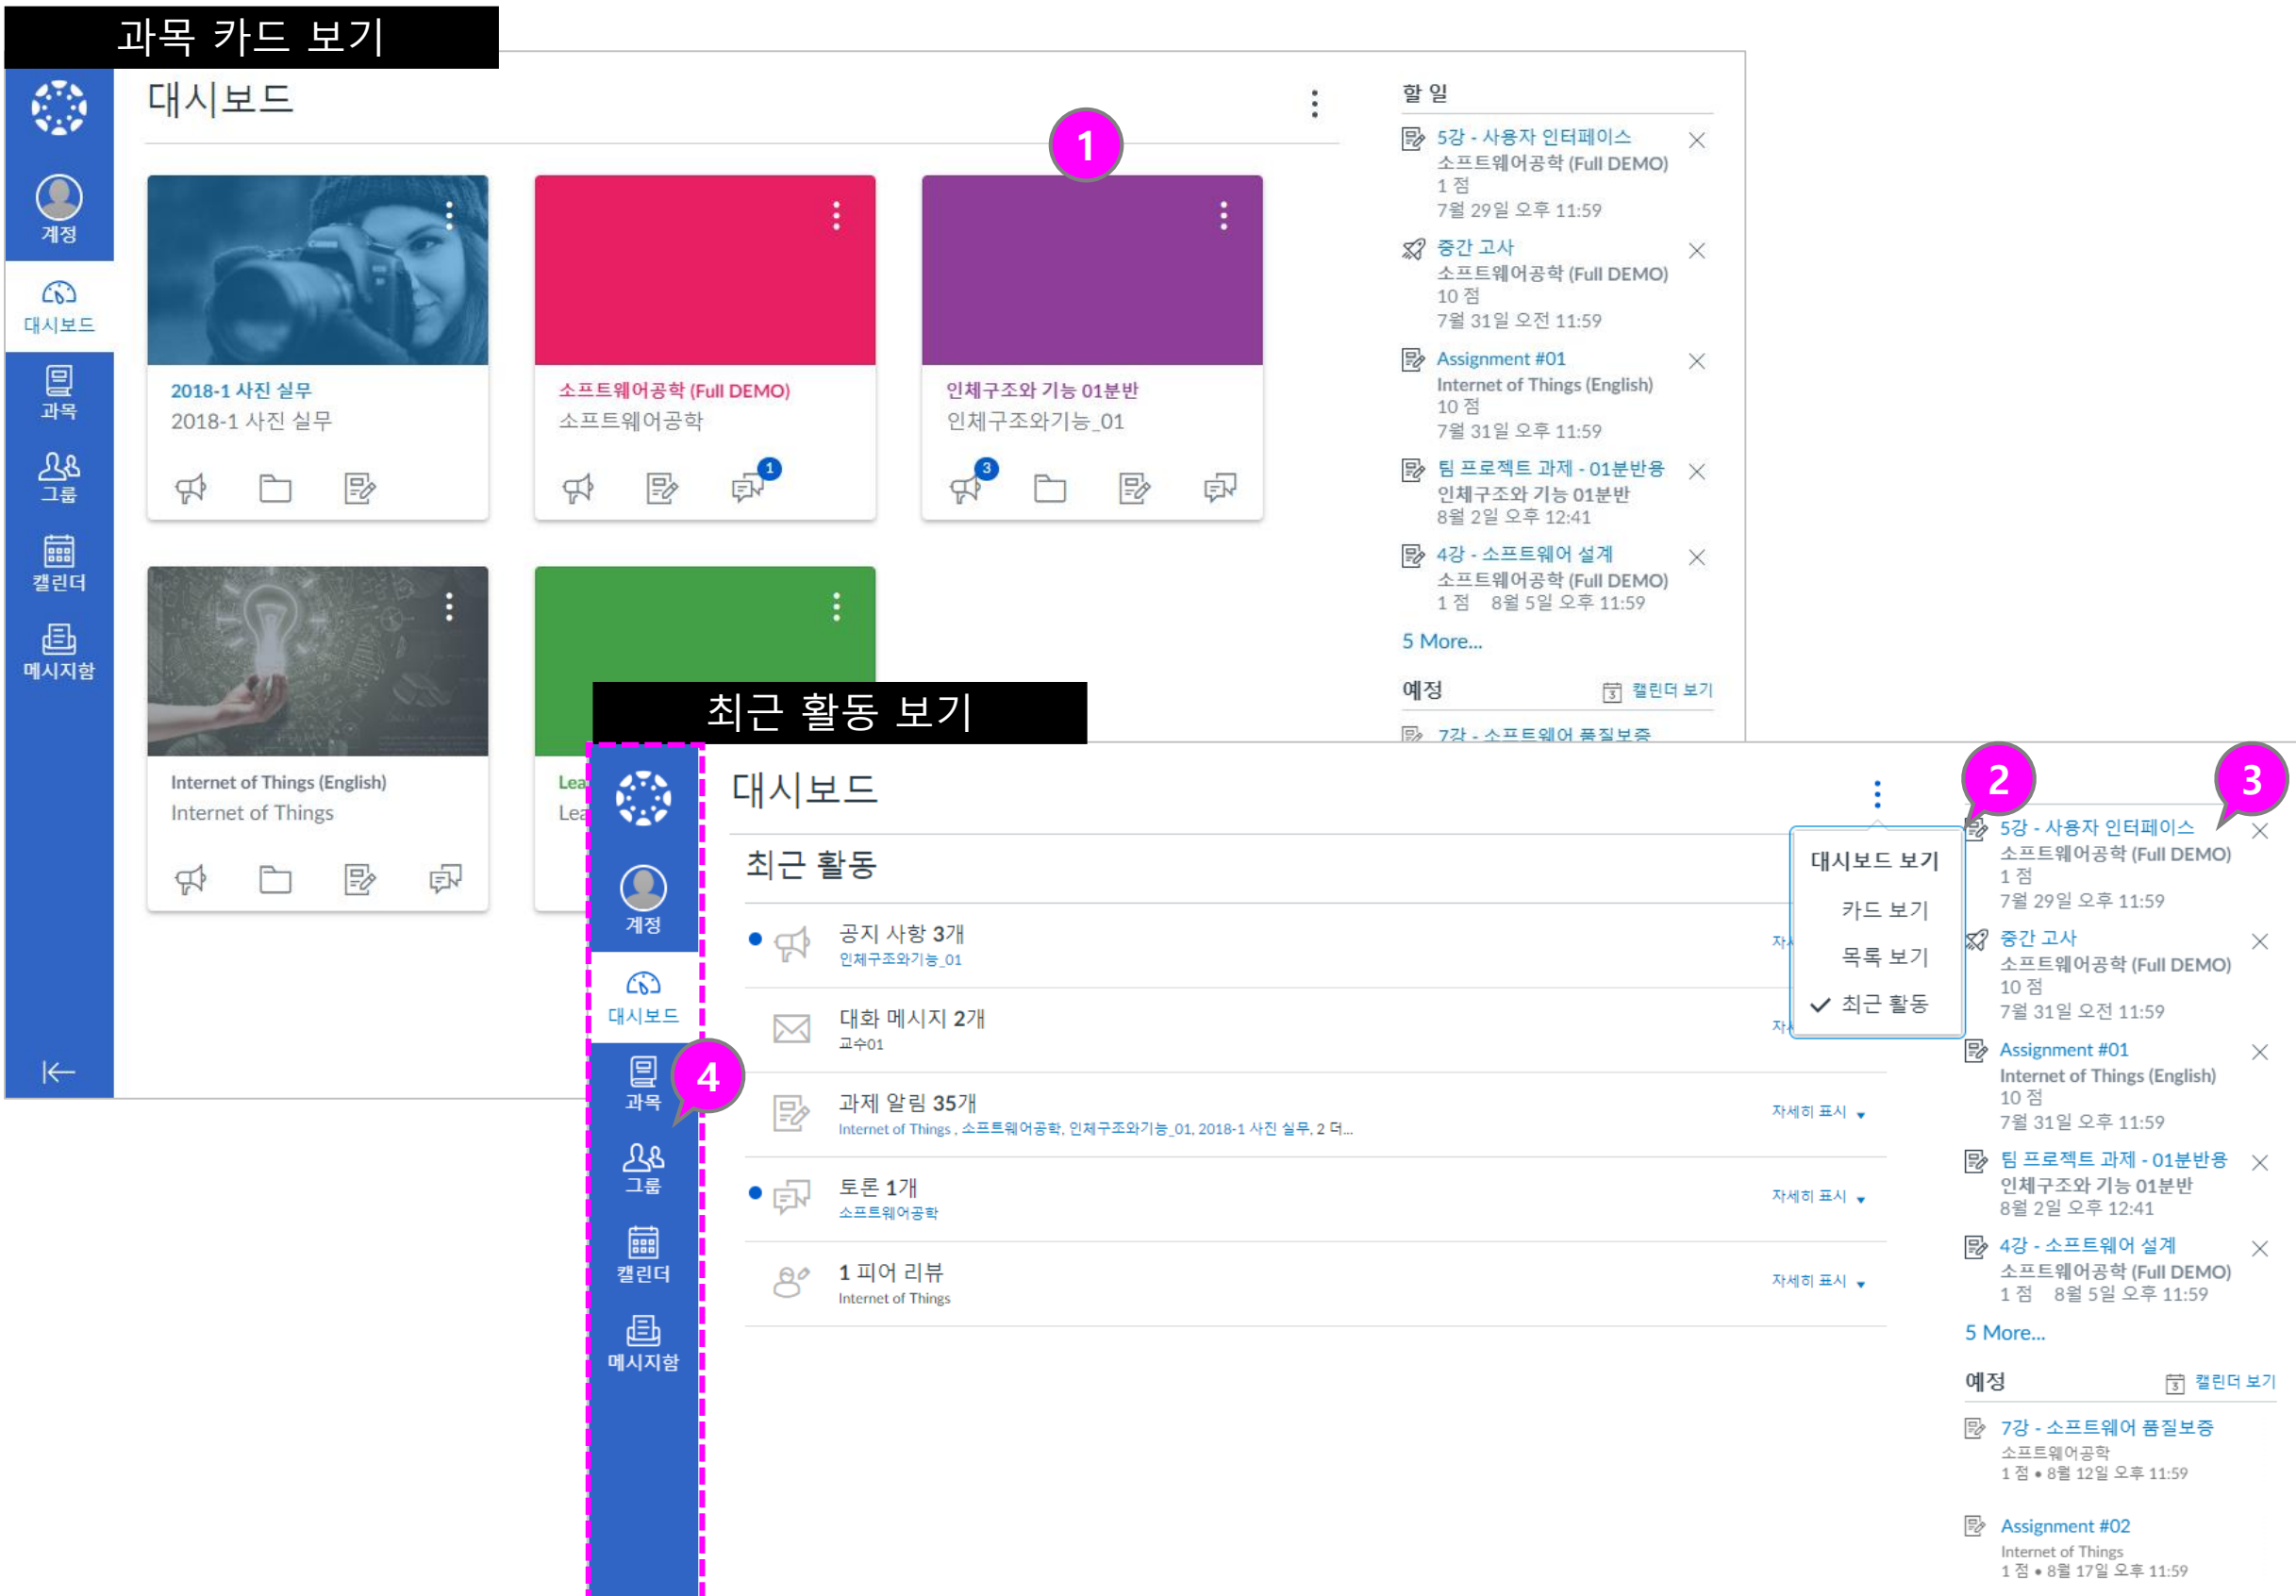 과목 카드 보기
대시보드
계정
대시보드
과목
그룹
캘린더
메시지함
1
2018-1 사진 실무
2018-1 사진 실무
소프트웨어공학 (Full DEMO)
소프트웨어공학
1
인체구조와 기능 01분반
인체구조와기능_01
3
Internet of Things (English)
Internet of Things
Lea
Lea
할 일
5강 - 사용자 인터페이스
소프트웨어공학 (Full DEMO)
1 점
7월 29일 오후 11:59
중간 고사
소프트웨어공학 (Full DEMO)
10 점
7월 31일 오전 11:59
Assignment #01
Internet of Things (English)
10 점
7월 31일 오후 11:59
팀 프로젝트 과제 - 01분반용
인체구조와 기능 01분반
8월 2일 오후 12:41
4강 - 소프트웨어 설계
소프트웨어공학 (Full DEMO)
1 점 8월 5일 오후 11:59
5 More...
예정
3 캘린더 보기
7강 - 소프트웨어 품질보증
최근 활동 보기
계정
대시보드
과목
그룹
캘린더
메시지함
4
대시보드
최근 활동
공지 사항 3개
인체구조와기능_01
자
대화 메시지 2개
교수01
자
과제 알림 35개
Internet of Things , 소프트웨어공학, 인체구조와기능_01, 2018-1 사진 실무, 2 더...
자세히 표시
토론 1개
소프트웨어공학
자세히 표시
1 피어 리뷰
Internet of Things
자세히 표시
2
대시보드 보기
카드 보기
목록 보기
최근 활동
3
5강 - 사용자 인터페이스
소프트웨어공학 (Full DEMO)
1 점
7월 29일 오후 11:59
중간 고사
소프트웨어공학 (Full DEMO)
10 점
7월 31일 오전 11:59
Assignment #01
Internet of Things (English)
10 점
7월 31일 오후 11:59
팀 프로젝트 과제 - 01분반용
인체구조와 기능 01분반
8월 2일 오후 12:41
4강 - 소프트웨어 설계
소프트웨어공학 (Full DEMO)
1 점 8월 5일 오후 11:59
5 More...
예정
3 캘린더 보기
7강 - 소프트웨어 품질보증
소프트웨어공학
1 점 • 8월 12일 오후 11:59
Assignment #02
Internet of Things
1 점 • 8월 17일 오후 11:59